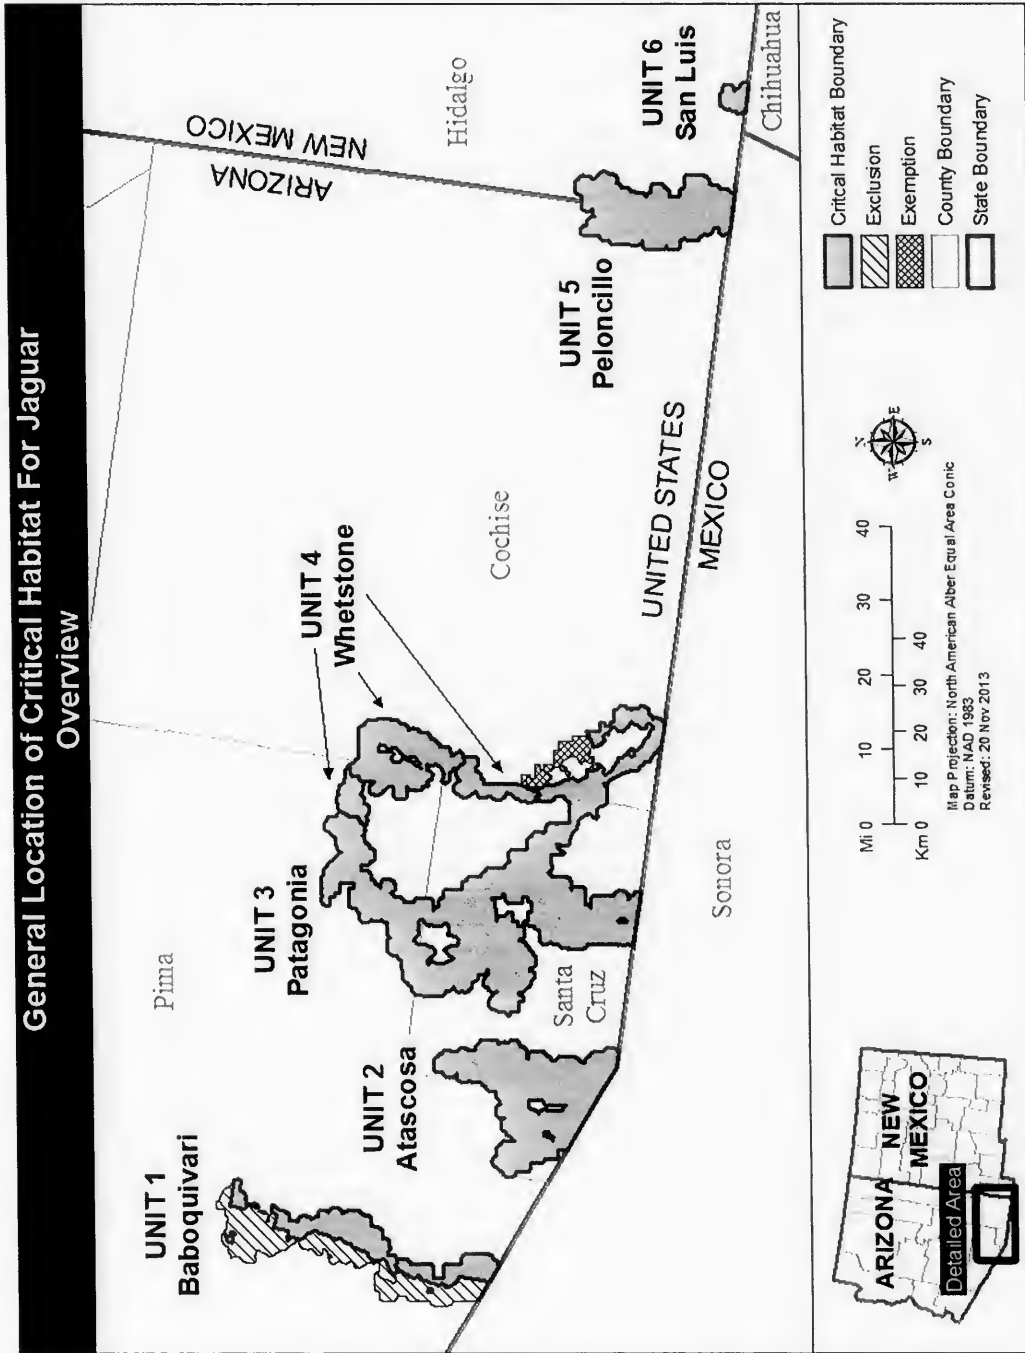 General Location of Critical Habitat For Jaguar
Overview
UNIT 1
Baboquivari
UNIT 2
Atascosa
UNIT 3
Patagonia
UNIT 4
Whetstone
UNIT 5
Peloncillo
UNIT 6
San Luis
Pima
Santa
Cruz
Cochise
Hidalgo
ARIZONA
NEW MEXICO
UNITED STATES
MEXICO
Sonora
Chihuahua
ARIZONA
NEW
MEXICO
Detailed Area
Mi 0 10 20 30 40
Km 0 10 20 30 40
Map Projection: North American Alber Equal Area Conic
Datum: NAD 1983
Revised: 20 Nov 2013
N
W E
S
Critcal Habitat Boundary
Exclusion
Exemption
County Boundary
State Boundary